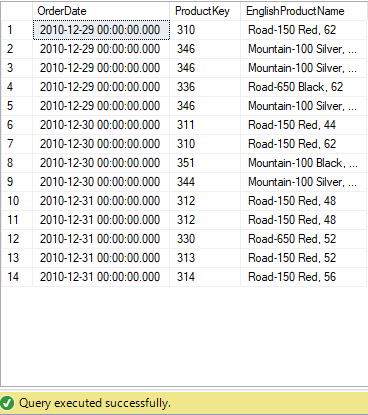 OrderDate ProductKey EnglishProductName
1 2010-12-29 00:00:00.000 310 Road-150 Red, 62
2 2010-12-29 00:00:00.000 346 Mountain-100 Silver, ...
3 2010-12-29 00:00:00.000 346 Mountain-100 Silver, ...
4 2010-12-29 00:00:00.000 336 Road-650 Black, 62
5 2010-12-29 00:00:00.000 346 Mountain-100 Silver, ...
6 2010-12-30 00:00:00.000 311 Road-150 Red, 44
7 2010-12-30 00:00:00.000 310 Road-150 Red, 62
8 2010-12-30 00:00:00.000 351 Mountain-100 Black, ...
9 2010-12-30 00:00:00.000 344 Mountain-100 Silver, ...
10 2010-12-31 00:00:00.000 312 Road-150 Red, 48
11 2010-12-31 00:00:00.000 312 Road-150 Red, 48
12 2010-12-31 00:00:00.000 330 Road-650 Red, 52
13 2010-12-31 00:00:00.000 313 Road-150 Red, 52
14 2010-12-31 00:00:00.000 314 Road-150 Red, 56
Query executed successfully.